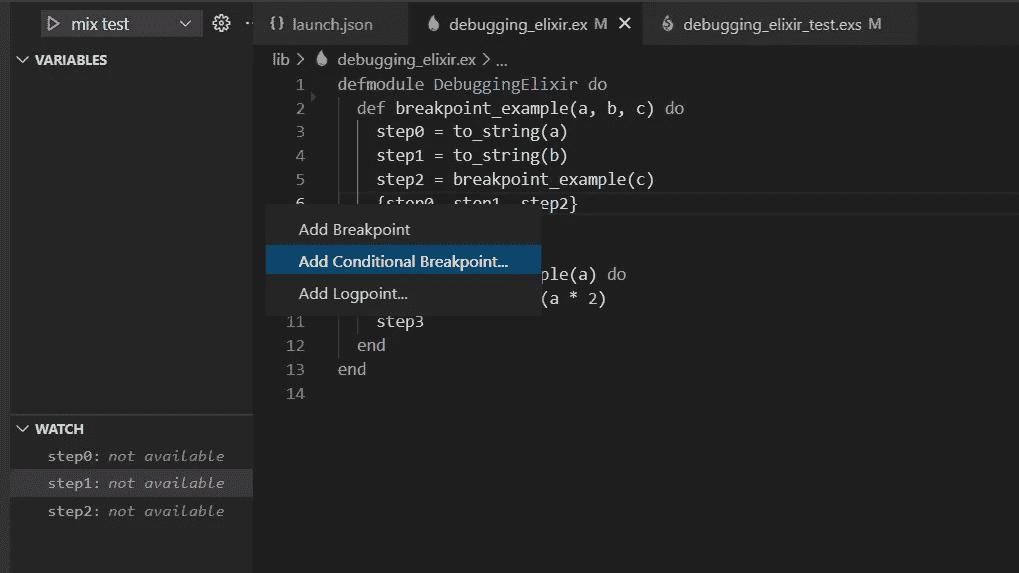 mix test
launch.json
debugging_elixir.ex M
debugging_elixir_test.exs M
VARIABLES
lib > debugging_elixir.ex > ...
1 defmodule DebuggingElixir do
2 def breakpoint_example(a, b, c) do
3 step0 = to_string(a)
4 step1 = to_string(b)
5 step2 = breakpoint_example(c)
6 {step0, step1, step2}
Add Breakpoint
Add Conditional Breakpoint...
ple(a) do
Add Logpoint...
(a * 2)
11 step3
12 end
13 end
14
WATCH
step0: not available
step1: not available
step2: not available